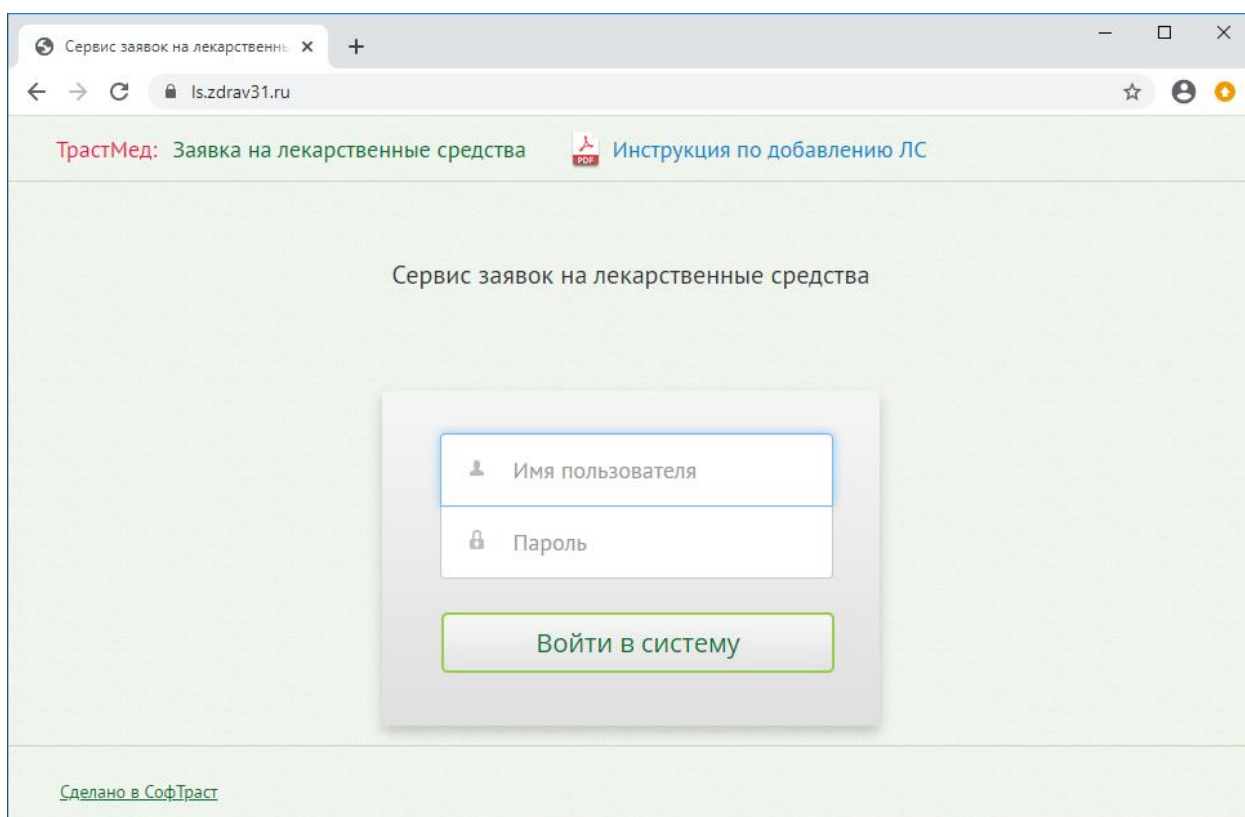 Сервис заявок на лекарственны
ls.zdrav31.ru
ТрастМед: Заявка на лекарственные средства PDF Инструкция по добавлению ЛС
Сервис заявок на лекарственные средства
Имя пользователя
Пароль
Войти в систему
Сделано в СофТраст